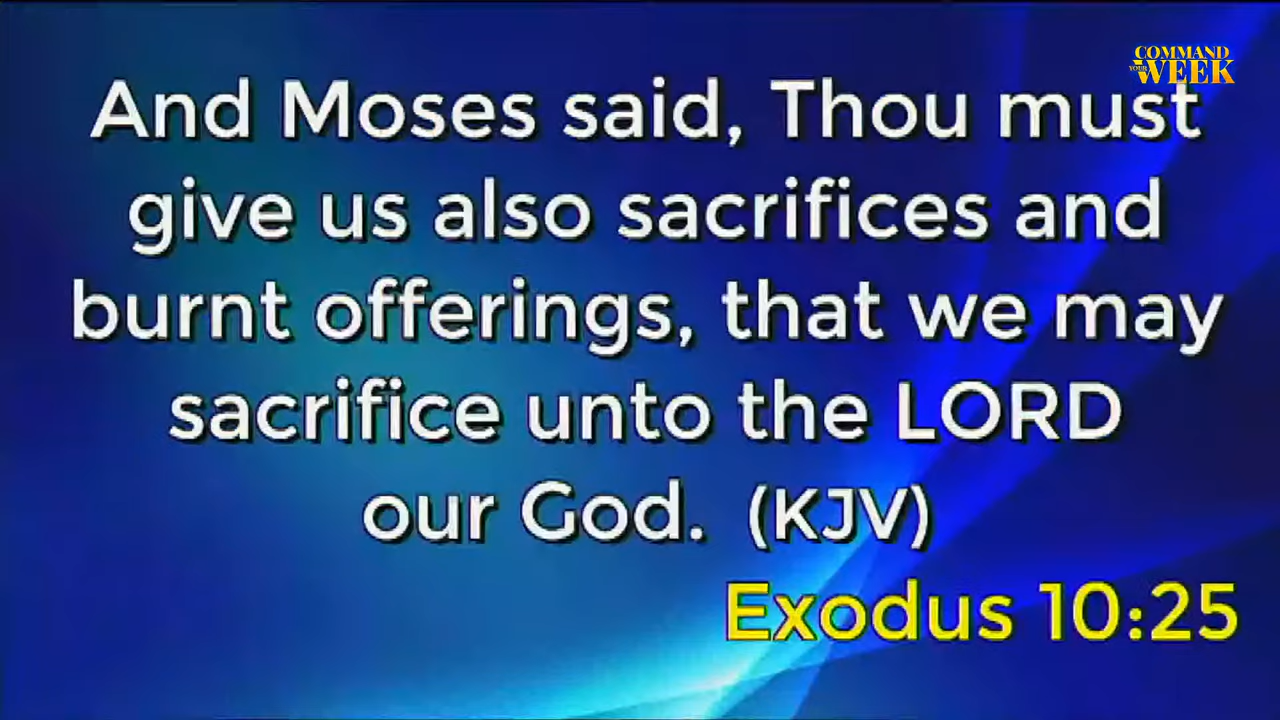 COMMAND
YOUR WEEK
And Moses said, Thou must
give us also sacrifices and
burnt offerings, that we may
sacrifice unto the LORD
our God. (KJV)
Exodus 10:25